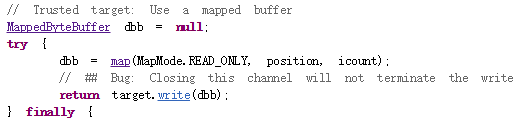 // Trusted target: Use a mapped buffer
MappedByteBuffer dbb = null;
try {
dbb = map(MapMode.READ_ONLY, position, icount);
// ## Bug: Closing this channel will not terminate the write
return target.write(dbb);
} finally {